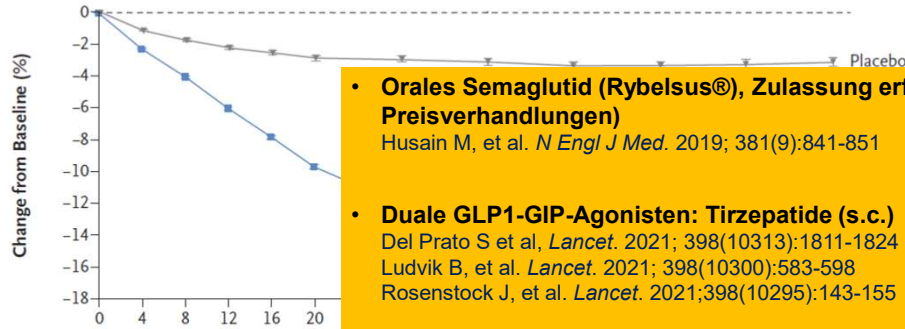 Change from Baseline (%)
0
−2
−4
−6
−8
−10
−12
−14
−16
−18
0 4 8 12 16 20
Placebo
• Orales Semaglutid (Rybelsus®), Zulassung erf
Preisverhandlungen)
Husain M, et al. N Engl J Med. 2019; 381(9):841-851
• Duale GLP1-GIP-Agonisten: Tirzepatide (s.c.)
Del Prato S et al, Lancet. 2021; 398(10313):1811-1824
Ludvik B, et al. Lancet. 2021; 398(10300):583-598
Rosenstock J, et al. Lancet. 2021;398(10295):143-155